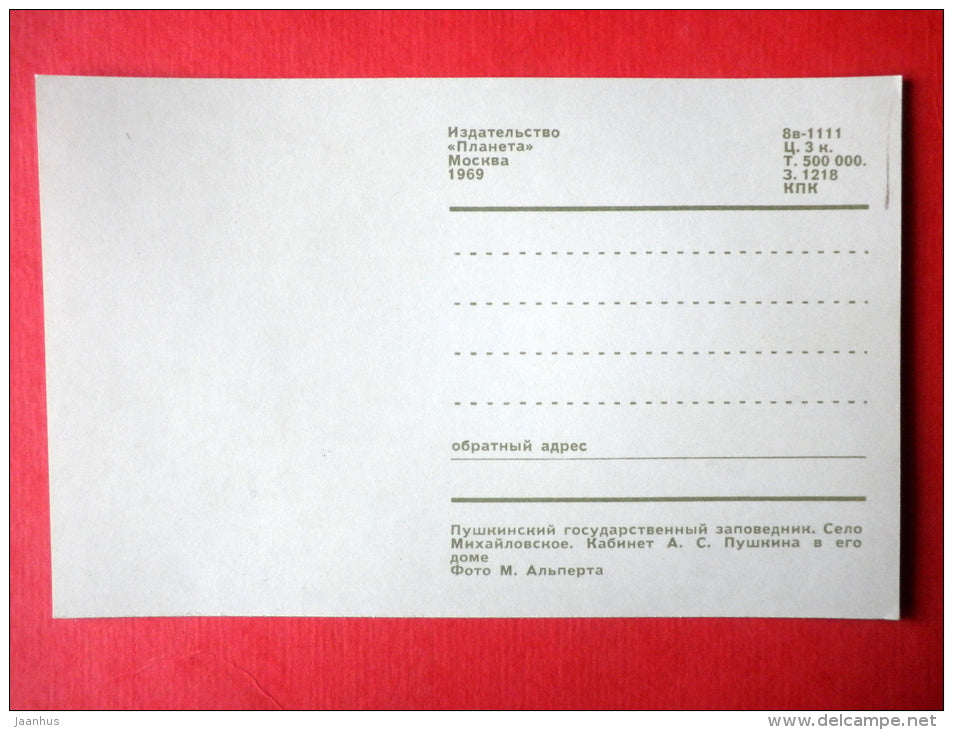 Издательство
«Планета»
Москва
1969
8в-1111
Ц. 3 к.
Т. 500 000.
З. 1218
КПК
обратный адрес
Пушкинский государственный заповедник. Село
Михайловское. Кабинет А. С. Пушкина в его
доме
Фото М. Альперта
jaanhus
www.delcampe.net